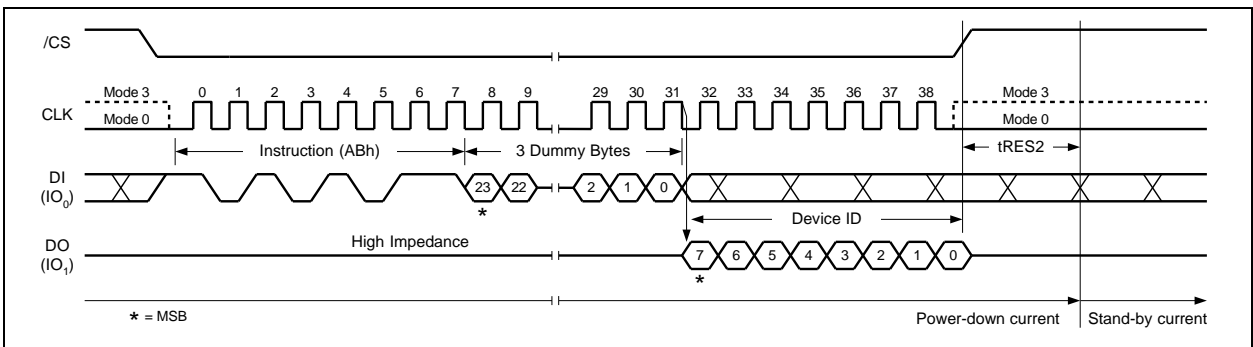 /CS
Mode 3 0 1 2 3 4 5 6 7 8 9 29 30 31 32 33 34 35 36 37 38 Mode 3
CLK
Mode 0 Mode 0
Instruction (ABh) 3 Dummy Bytes tRES2
DI
(IO0)
23 22 2 1 0
*
Device ID
High Impedance
DO
(IO1)
7 6 5 4 3 2 1 0
*
* = MSB
Power-down current Stand-by current